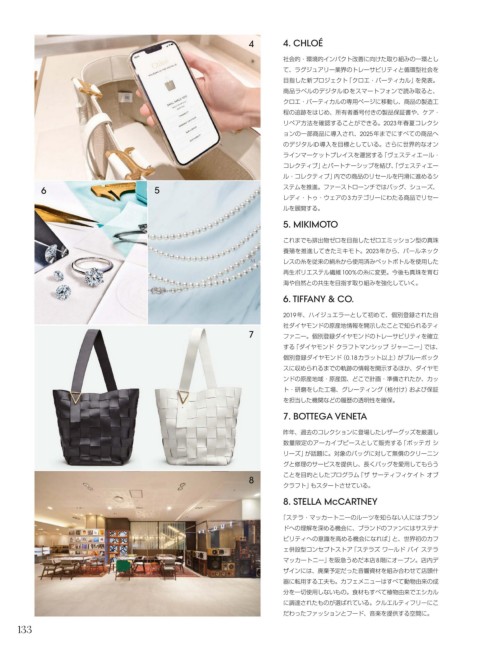 4
6
5
7
8
4. CHLOÉ
社会的・環境的インパクト改善に向けた取り組みの一環とし
て、ラグジュアリー業界のトレーサビリティと循環型社会を
目指した新プロジェクト「クロエ・バーティカル」を発表。
商品ラベルのデジタルIDをスマートフォンで読み取ると、
クロエ・バーティカルの専用ページに移動し、商品の製造工
程の追跡をはじめ、所有者番号付きの製品保証書や、ケア・
リペア方法を確認することができる。2023年春夏コレクシ
ョンの一部商品に導入され、2025年までにすべての商品へ
のデジタルID導入を目標としている。さらに世界的なオン
ラインマーケットプレイスを運営する「ヴェスティエール・
コレクティブ」とパートナーシップを結び、「ヴェスティエー
ル・コレクティブ」内での商品のリセールを円滑に進めるシ
ステムを推進。ファーストローンチではバッグ、シューズ、
レディ・トゥ・ウェアの3カテゴリーにわたる商品でリセー
ルを展開する。
5. MIKIMOTO
これまでも排出物ゼロを目指したゼロエミッション型の真珠
養殖を推進してきたミキモト。2023年から、パールネック
レスの糸を従来の絹糸から使用済みペットボトルを使用した
再生ポリエステル繊維100%の糸に変更。今後も真珠を育む
海や自然との共生を目指す取り組みを強化していく。
6. TIFFANY & CO.
2019年、ハイジュエラーとして初めて、個別登録された自
社ダイヤモンドの原産地情報を開示したことで知られるティ
ファニー。個別登録ダイヤモンドのトレーサビリティを確立
する「ダイヤモンド クラフトマンシップ ジャーニー」では、
個別登録ダイヤモンド (0.18カラット以上) がブルーボック
スに収められるまでの軌跡の情報を開示するほか、ダイヤモ
ンドの原産地域・原産国、どこで計画・準備されたか、カッ
ト・研磨をした工場、グレーディング (格付け) および保証
を担当した機関などの履歴の透明性を確保。
7. BOTTEGA VENETA
昨年、過去のコレクションに登場したレザーグッズを厳選し
数量限定のアーカイブピースとして販売する「ボッテガ シ
リーズ」が話題に。対象のバッグに対して無償のクリーニン
グと修理のサービスを提供し、長くバッグを愛用してもらう
ことを目的としたプログラム「ザ サーティフィケイト オブ
クラフト」もスタートさせている。
8. STELLA McCARTNEY
「ステラ・マッカートニーのルーツを知らない人にはブラン
ドへの理解を深める機会に、ブランドのファンにはサステナ
ビリティへの意識を高める機会になれば」と、世界初のカフ
ェ併設型コンセプトストア「ステラズ ワールド バイ ステラ
マッカートニー」を阪急うめだ本店8階にオープン。店内デ
ザインには、廃棄予定だった音響資材を組み合わせて店頭什
器に転用する工夫も。カフェメニューはすべて動物由来の成
分を一切使用しないもの。食材もすべて植物由来でエシカル
に調達されたものが選ばれている。クルエルティフリーにこ
だわったファッションとフード、音楽を提供する空間に。
133